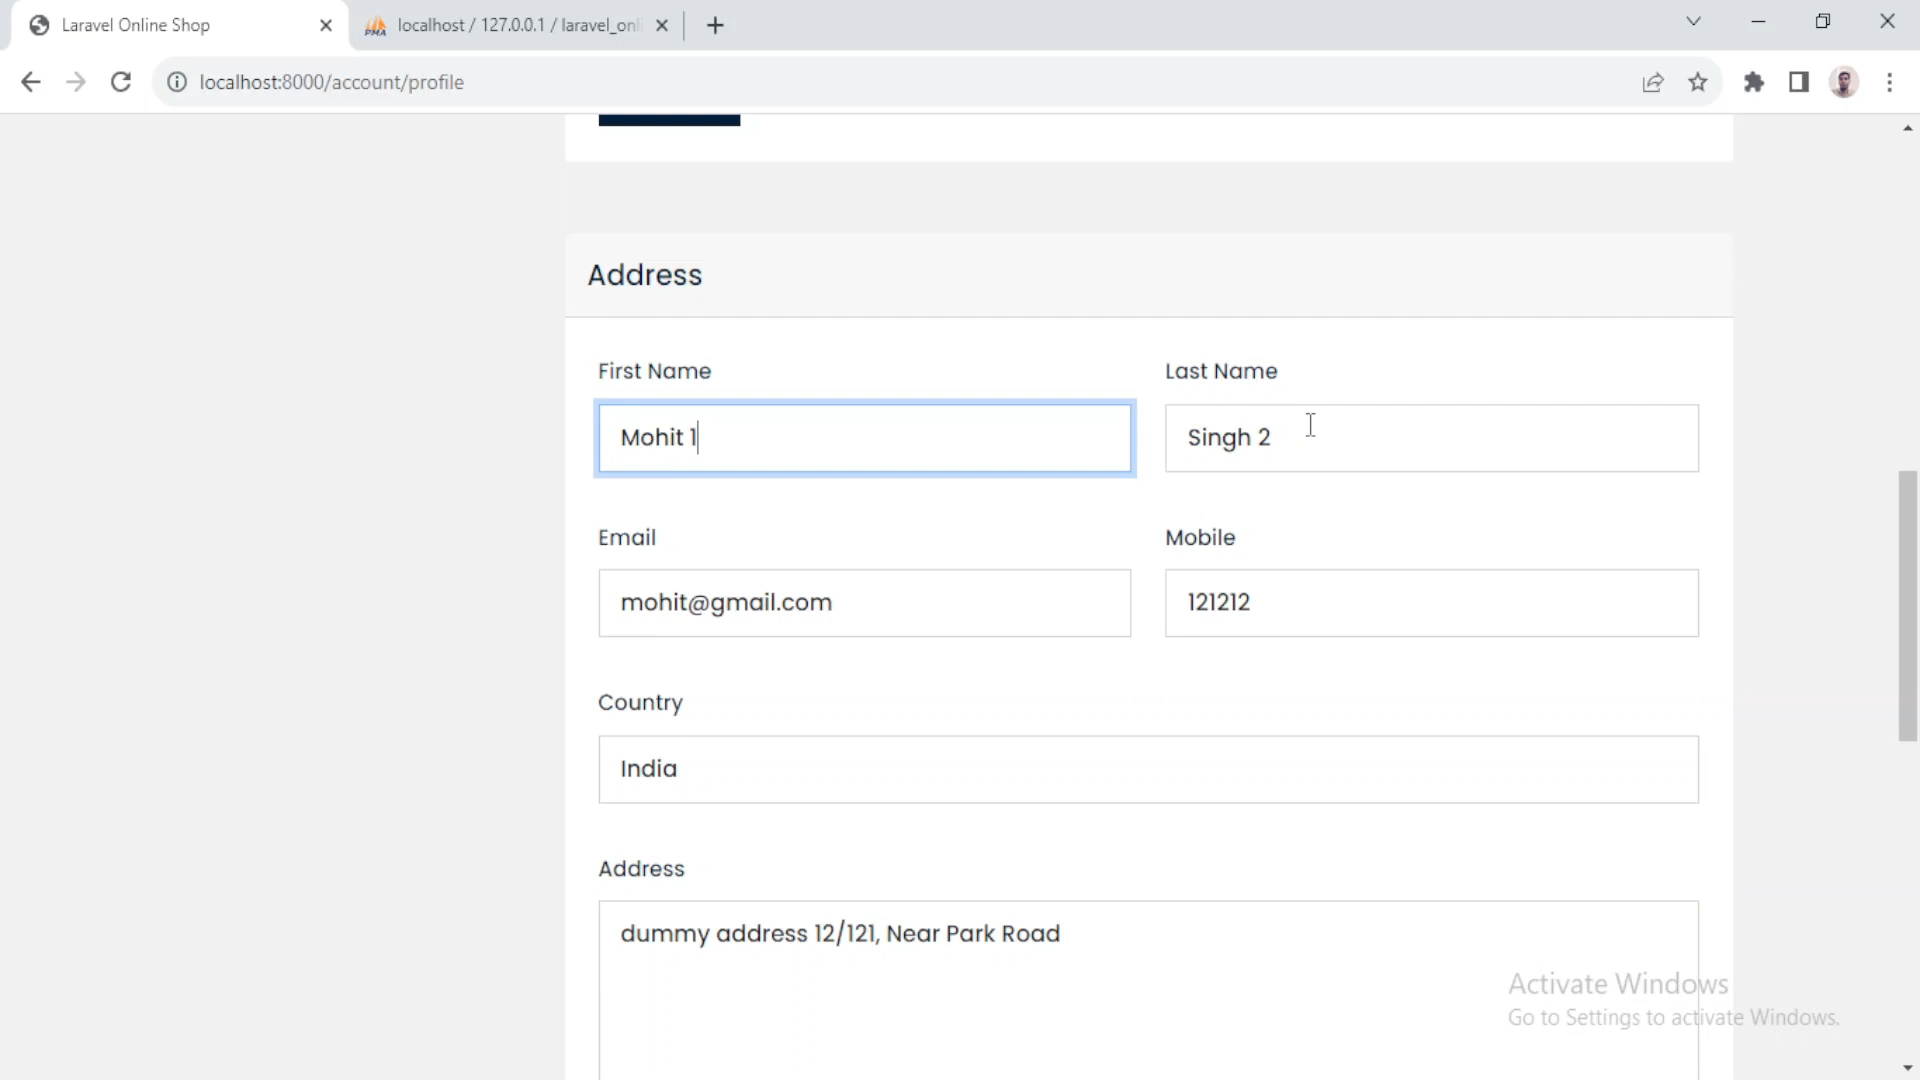 Laravel Online Shop
localhost / 127.0.0.1 / laravel_onl
PMA
localhost:8000/account/profile
Address
First Name
Last Name
Mohit 1
Singh 2
Email
Mobile
mohit@gmail.com
121212
Country
India
Address
dummy address 12/121, Near Park Road
Activate Windows
Go to Settings to activate Windows.